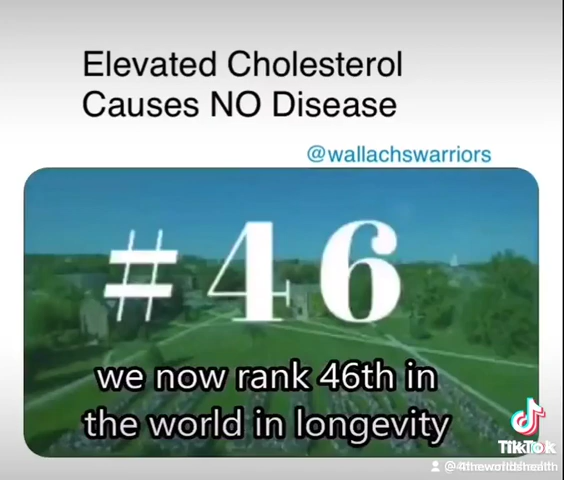 Elevated Cholesterol
Causes NO Disease
@wallachswarriors
#46
we now rank 46th in
the world in longevity
TikTok